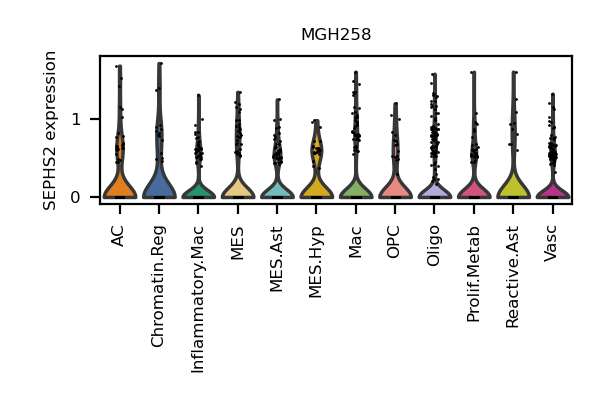 MGH258
SEPHS2 expression
1
0
AC
Chromatin.Reg
Inflammatory.Mac
MES
MES.Ast
MES.Hyp
Mac
OPC
Oligo
Prolif.Metab
Reactive.Ast
Vasc